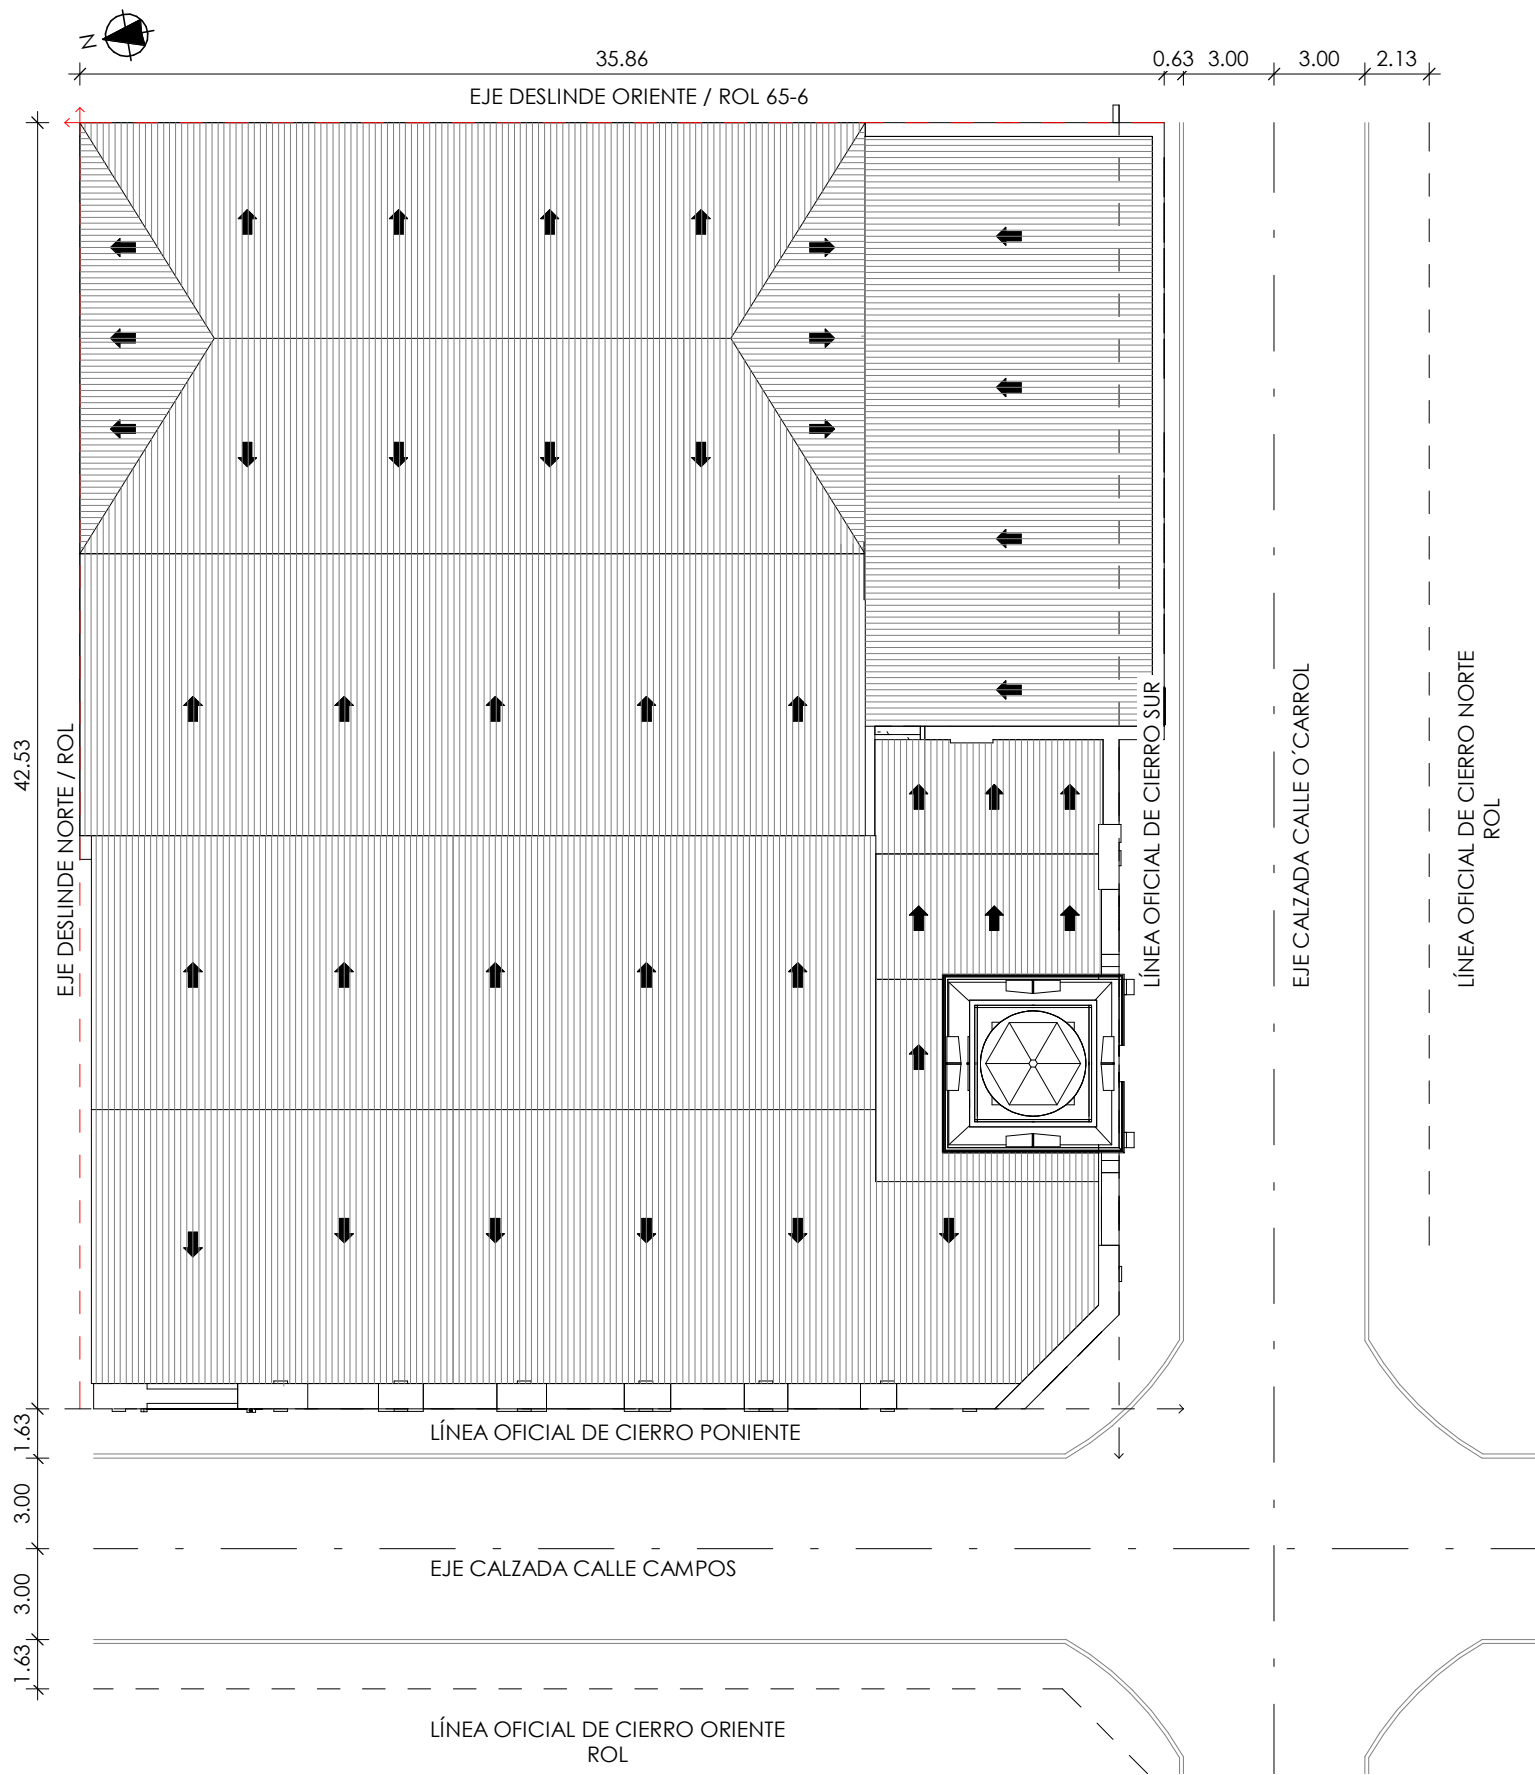 N
35.86
0.63
3.00
3.00
2.13
EJE DESLINDE ORIENTE / ROL 65-6
42.53
EJE DESLINDE NORTE / ROL
LÍNEA OFICIAL DE CIERRO SUR
EJE CALZADA CALLE O´CARROL
LÍNEA OFICIAL DE CIERRO NORTE
ROL
1.63
LÍNEA OFICIAL DE CIERRO PONIENTE
3.00
EJE CALZADA CALLE CAMPOS
3.00
1.63
LÍNEA OFICIAL DE CIERRO ORIENTE
ROL